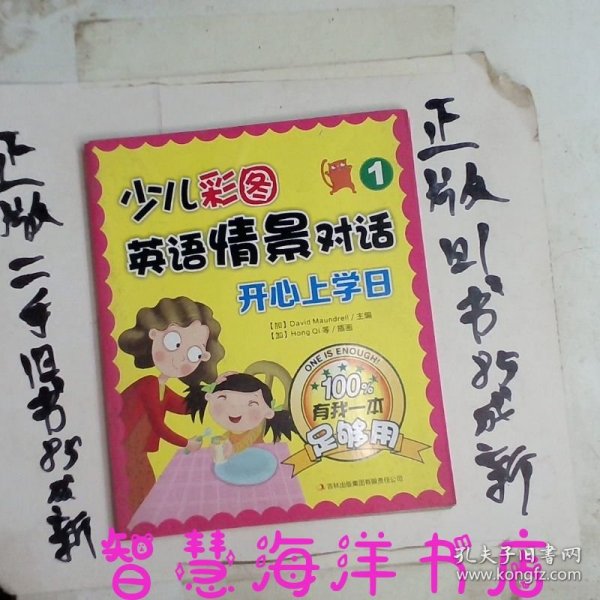 少儿彩图
1
英语情景对话
开心上学日
【加】David Maundrell/主编
【加】Hong Qi 等/插画
ONE IS ENOUGH!
100%
有我一本
足够用
吉林出版集团有限责任公司
正版二手旧书85成新
正版旧书85成新
智慧海洋书店
孔夫子旧书网
www.kongfz.com